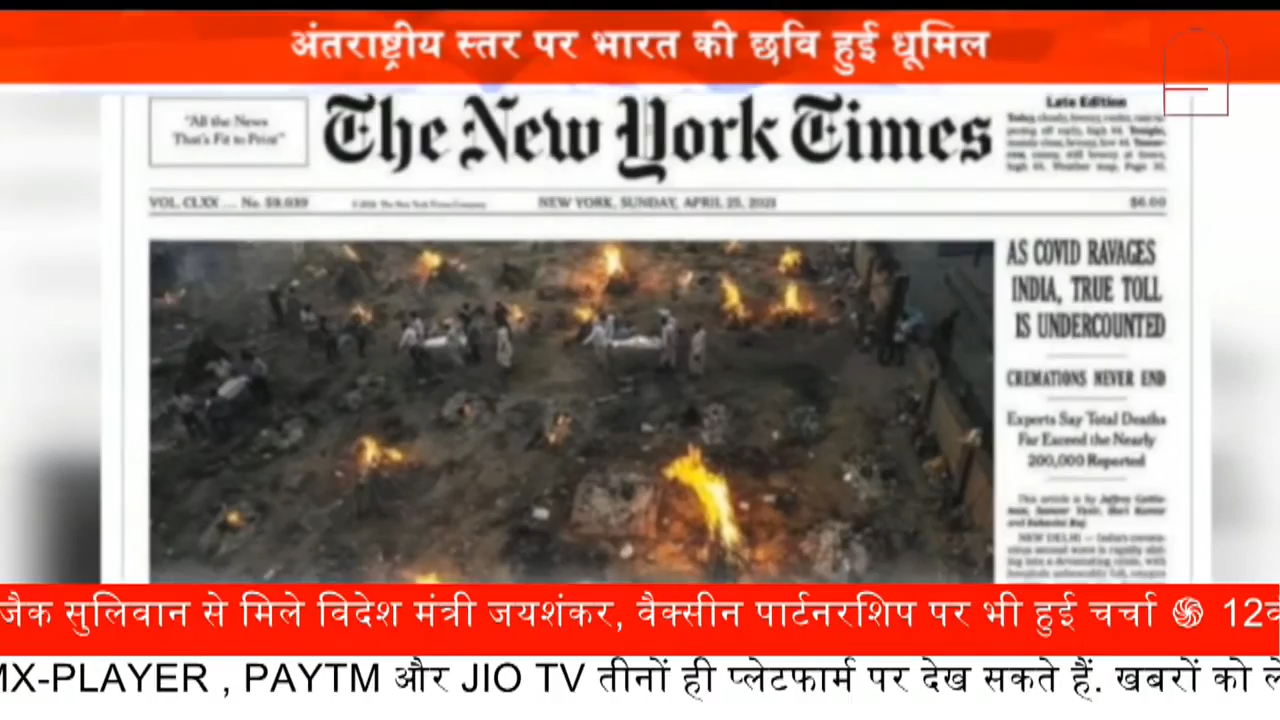 अंतराष्ट्रीय स्तर पर भारत की छवि हुई धूमिल
"All the News
That's Fit to Print"
The New York Times
Late Edition
VOL. CLXX ... No. 59,039
NEW YORK, SUNDAY, APRIL 25, 2021
$6.00
AS COVID RAVAGES
INDIA, TRUE TOLL
IS UNDERCOUNTED
CREMATIONS NEVER END
Experts Say Total Deaths
Far Exceed the Nearly
200,000 Reported
जैक सुलिवान से मिले विदेश मंत्री जयशंकर, वैक्सीन पार्टनरशिप पर भी हुई चर्चा 12व
MX-PLAYER , PAYTM और JIO TV तीनों ही प्लेटफार्म पर देख सकते हैं. खबरों को ले